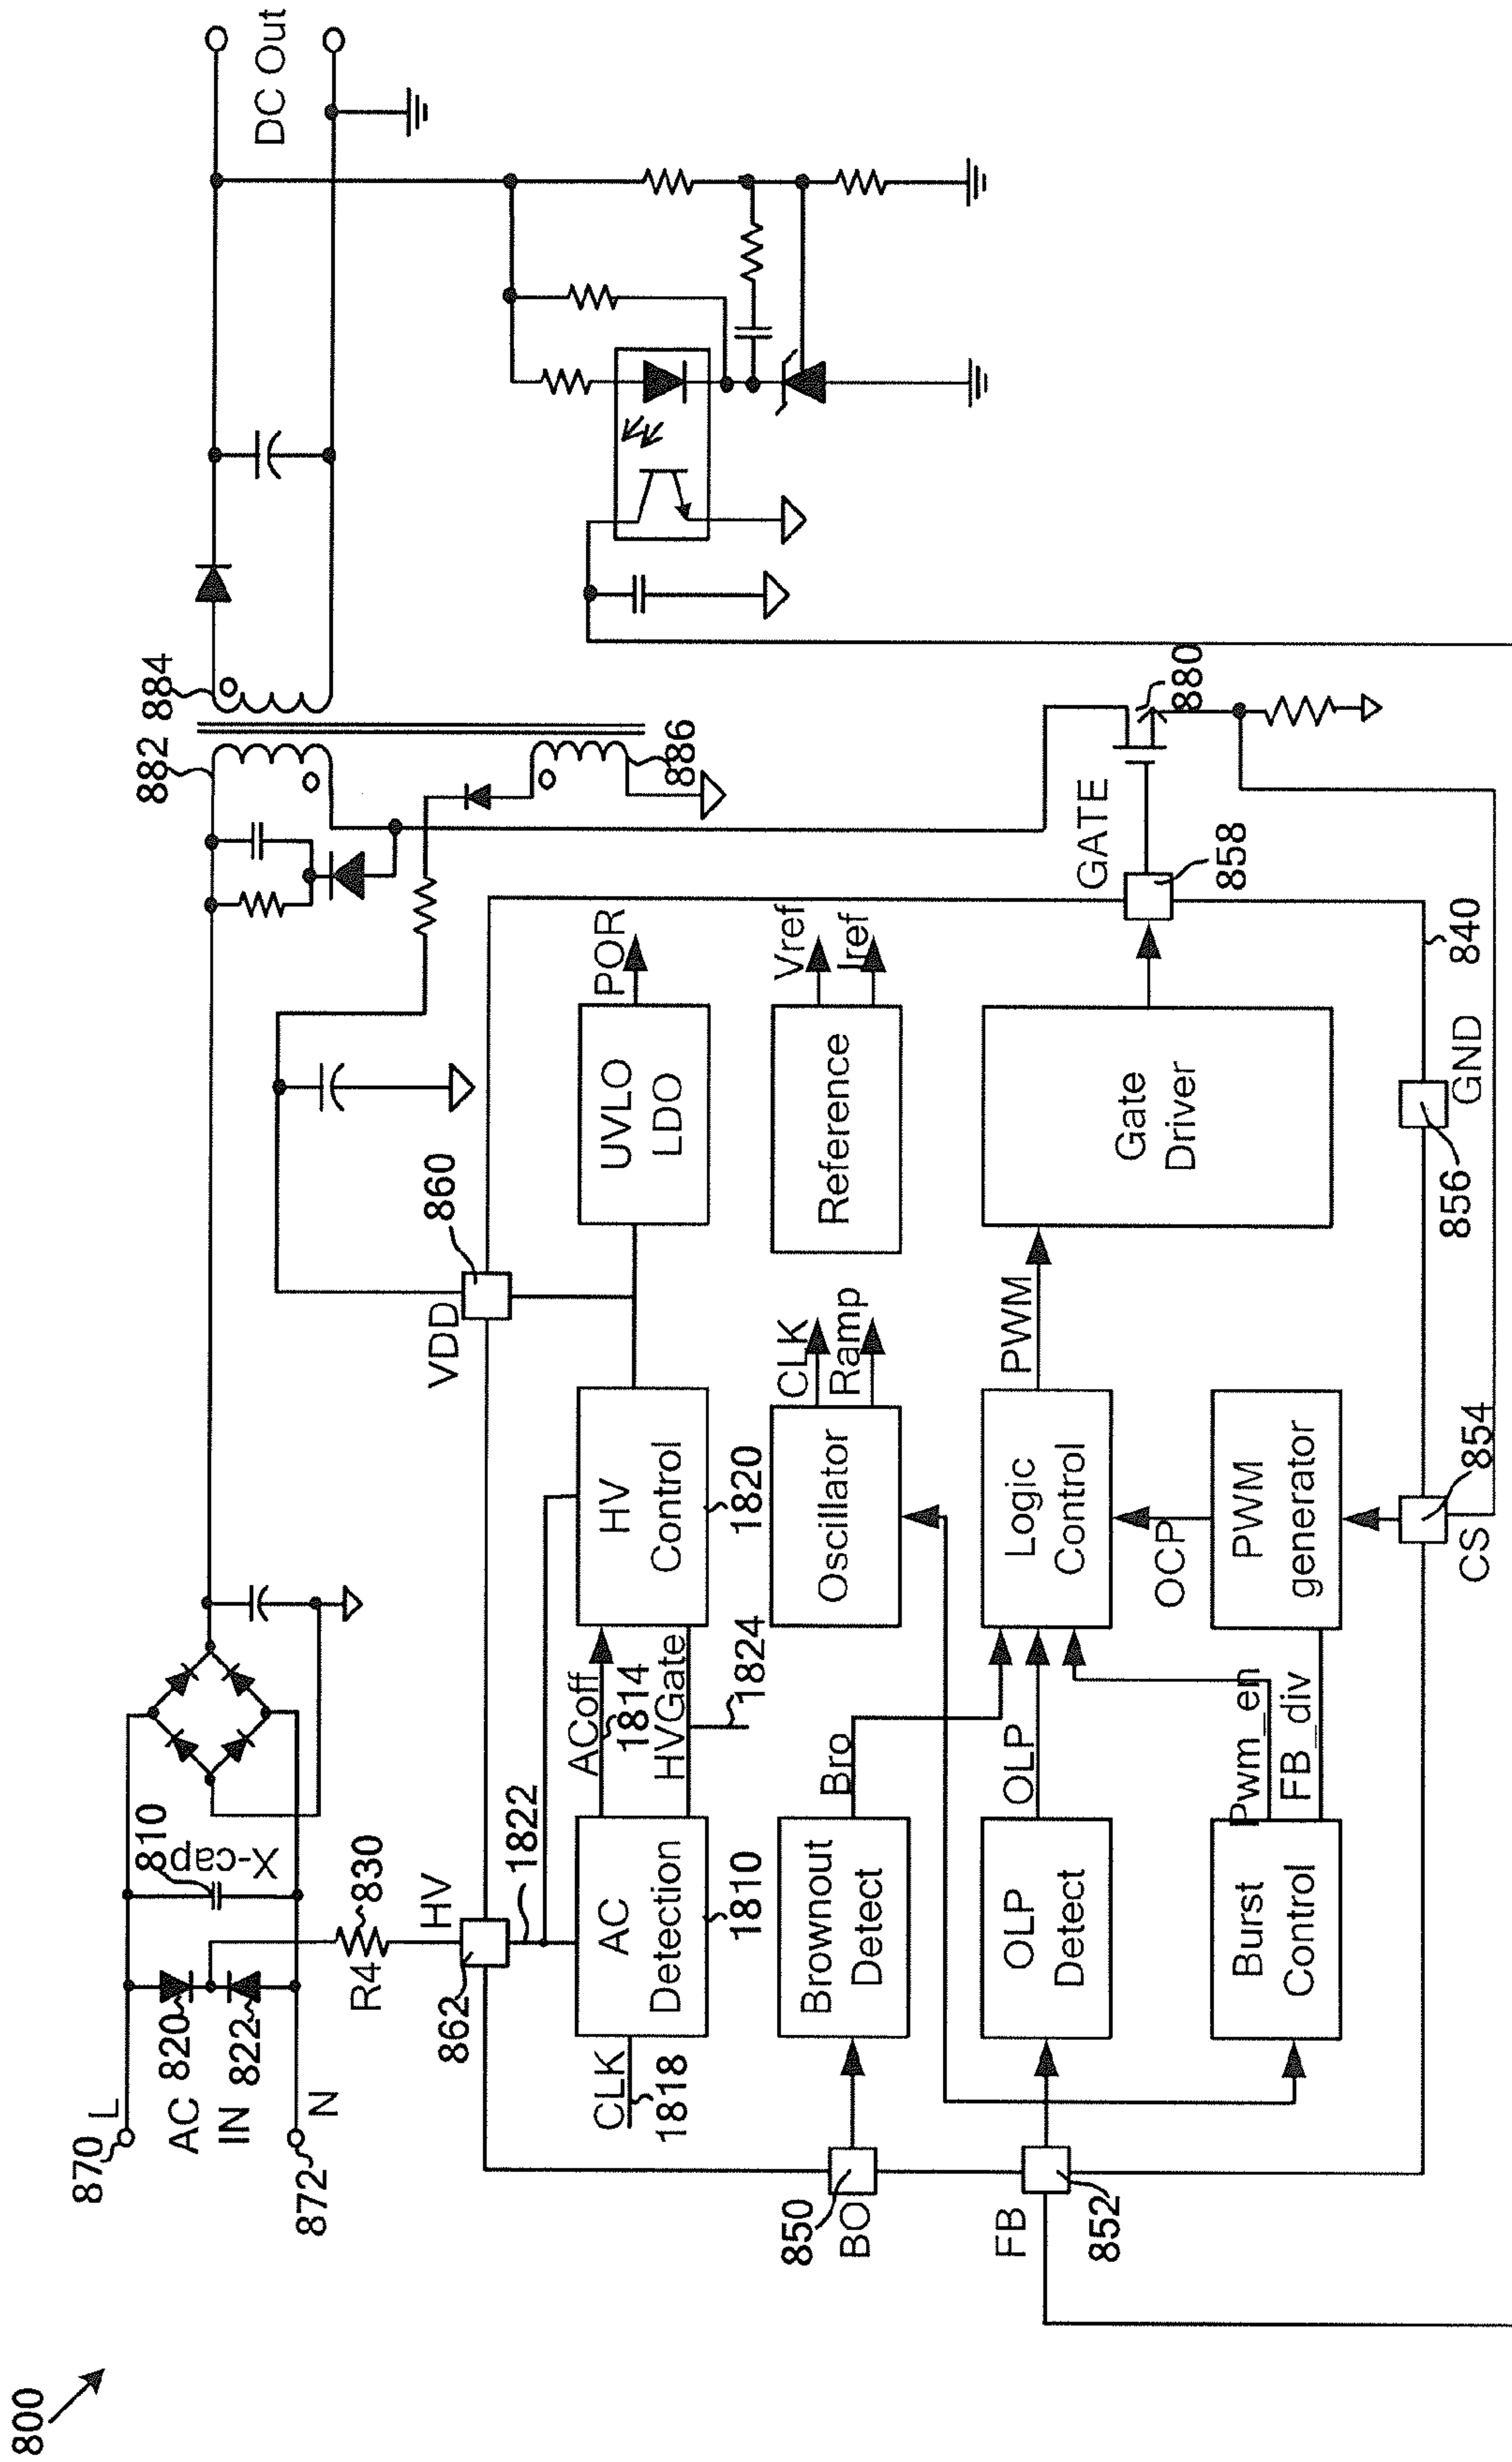 800
870
L
AC
IN
872
N
820
822
810
X-cap
R4
830
HV
862
1822
882
884
DC Out
886
VDD
860
CLK
1818
AC
Detection
1810
ACoff
1814
HVGate
1824
HV
Control
1820
UVLO
LDO
POR
850
BO
Brownout
Detect
Bro
Oscillator
CLK
Ramp
Reference
Vref
Iref
FB
852
OLP
Detect
OLP
Logic
Control
PWM
Gate
Driver
GATE
858
880
Burst
Control
Pwm_en
FB_div
PWM
generator
OCP
CS
854
856
GND
840